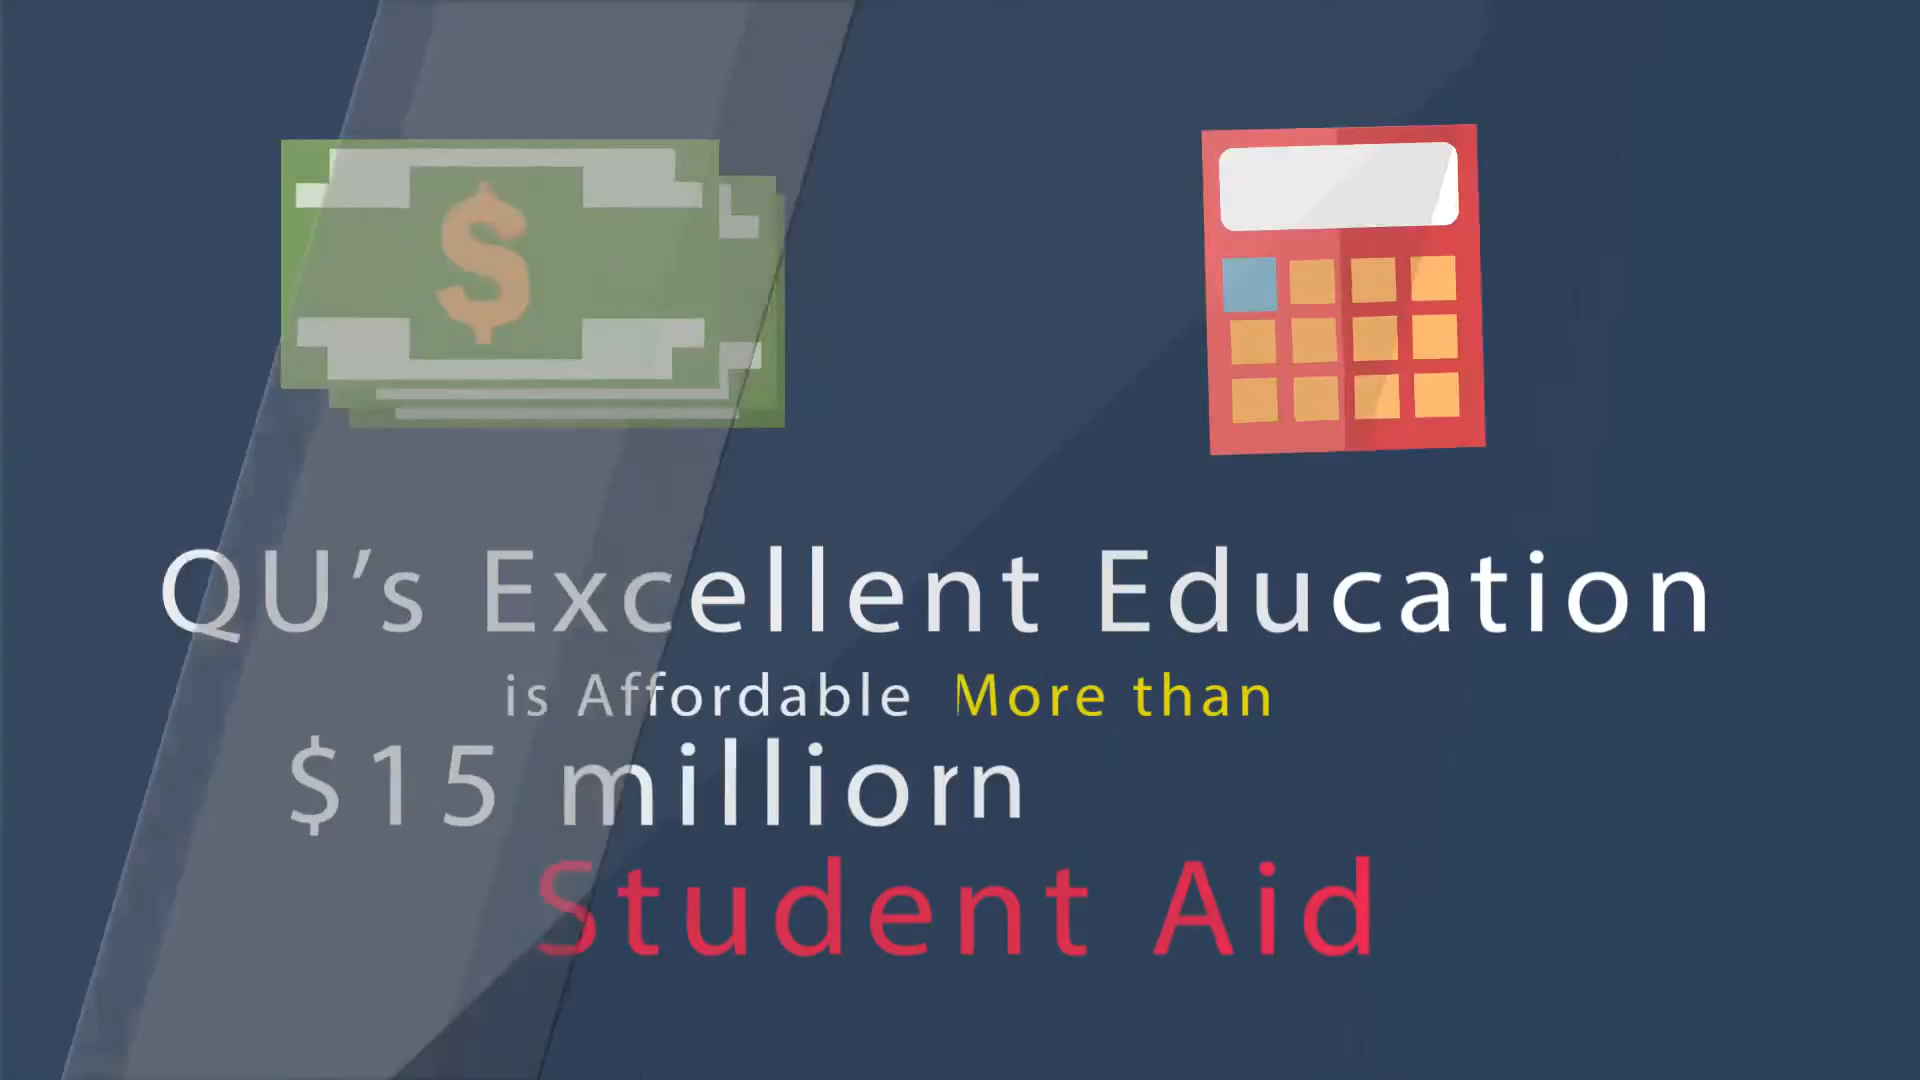 QU's Excellent Education
is Affordable More than
$15 milliorn
Student Aid